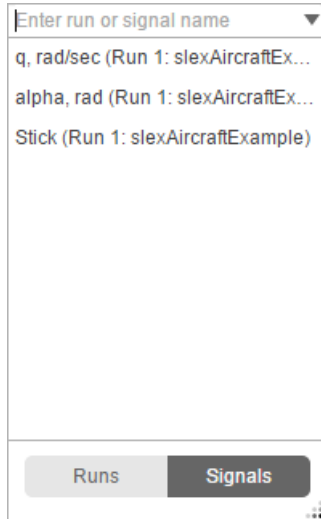 Enter run or signal name
q, rad/sec (Run 1: slexAircraftEx...
alpha, rad (Run 1: slexAircraftEx...
Stick (Run 1: slexAircraftExample)
Runs
Signals